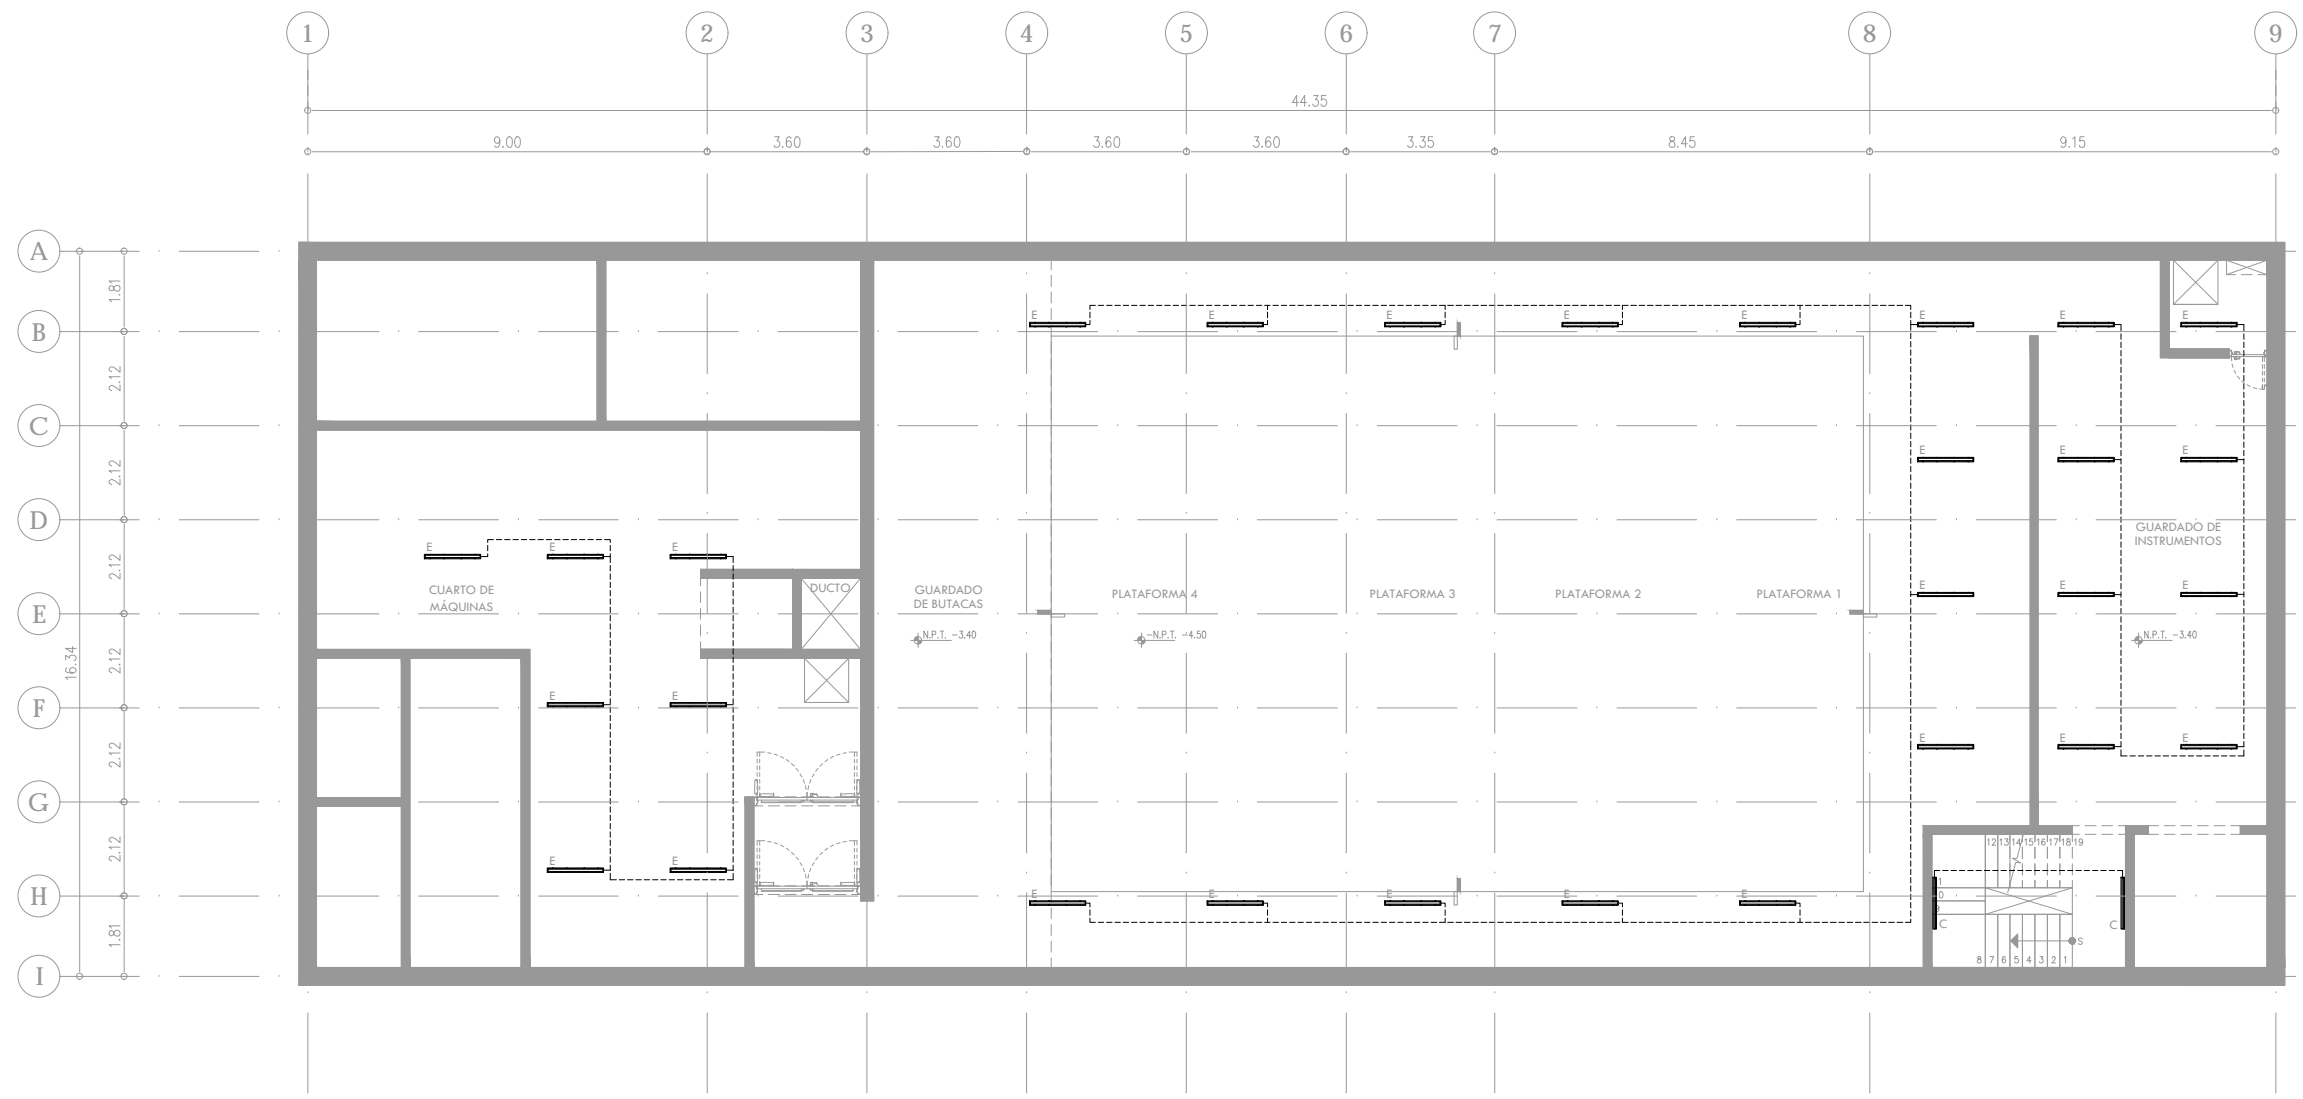 1 2 3 4 5 6 7 8 9
44.35
9.00 3.60 3.60 3.60 3.60 3.35 8.45 9.15
A
1.81
B
E E E E E E E E
2.12
C
2.12
E E E
D
GUARDADO DE
INSTRUMENTOS
E E E
2.12
CUARTO DE
MÁQUINAS
DUCTO
GUARDADO
DE BUTACAS
PLATAFORMA 4
PLATAFORMA 3
PLATAFORMA 2
PLATAFORMA 1
E E E
E
N.P.T. -3.40
N.P.T. -4.50
N.P.T. -3.40
16.34
2.12
E E
F
E E E
2.12
G
2.12
12 13 14 15 16 17 18 19
E E
H
E E E E E
1.81
C C
S
8 7 6 5 4 3 2 1
I